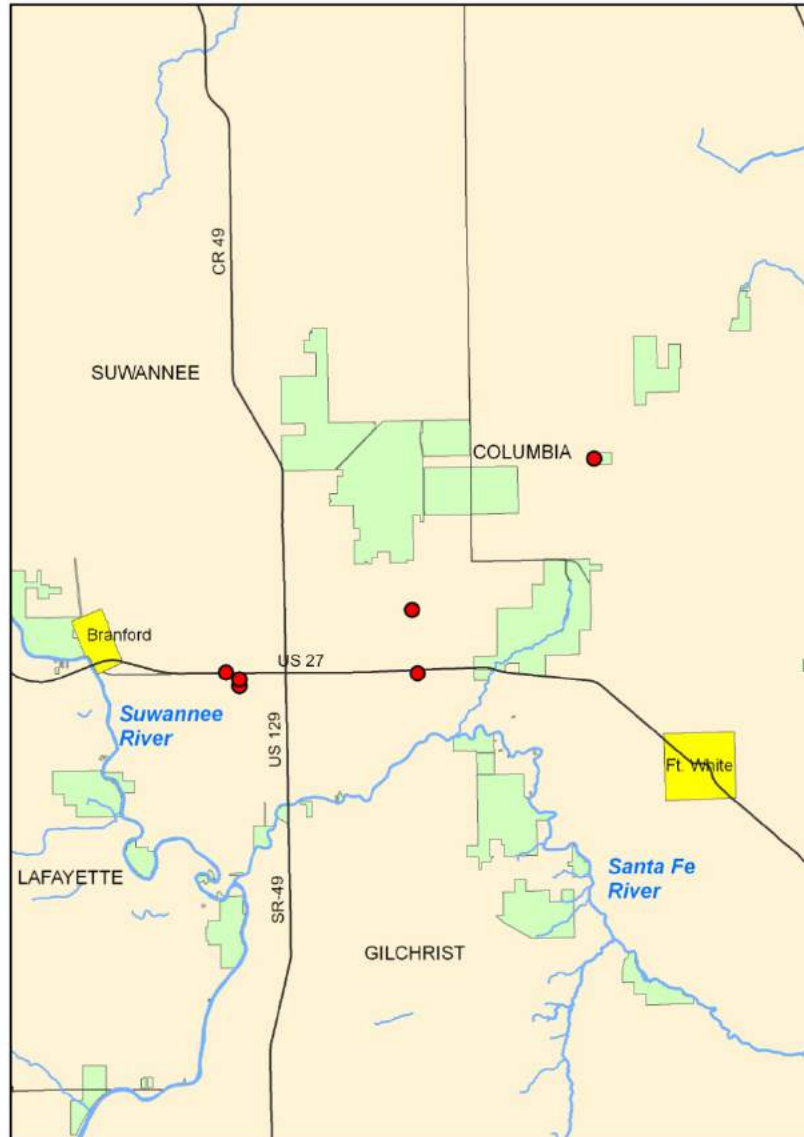 CR 49
SUWANNEE
COLUMBIA
Branford
US 27
Suwannee
River
US 129
Ft. White
LAFAYETTE
Santa Fe
River
SR-49
GILCHRIST